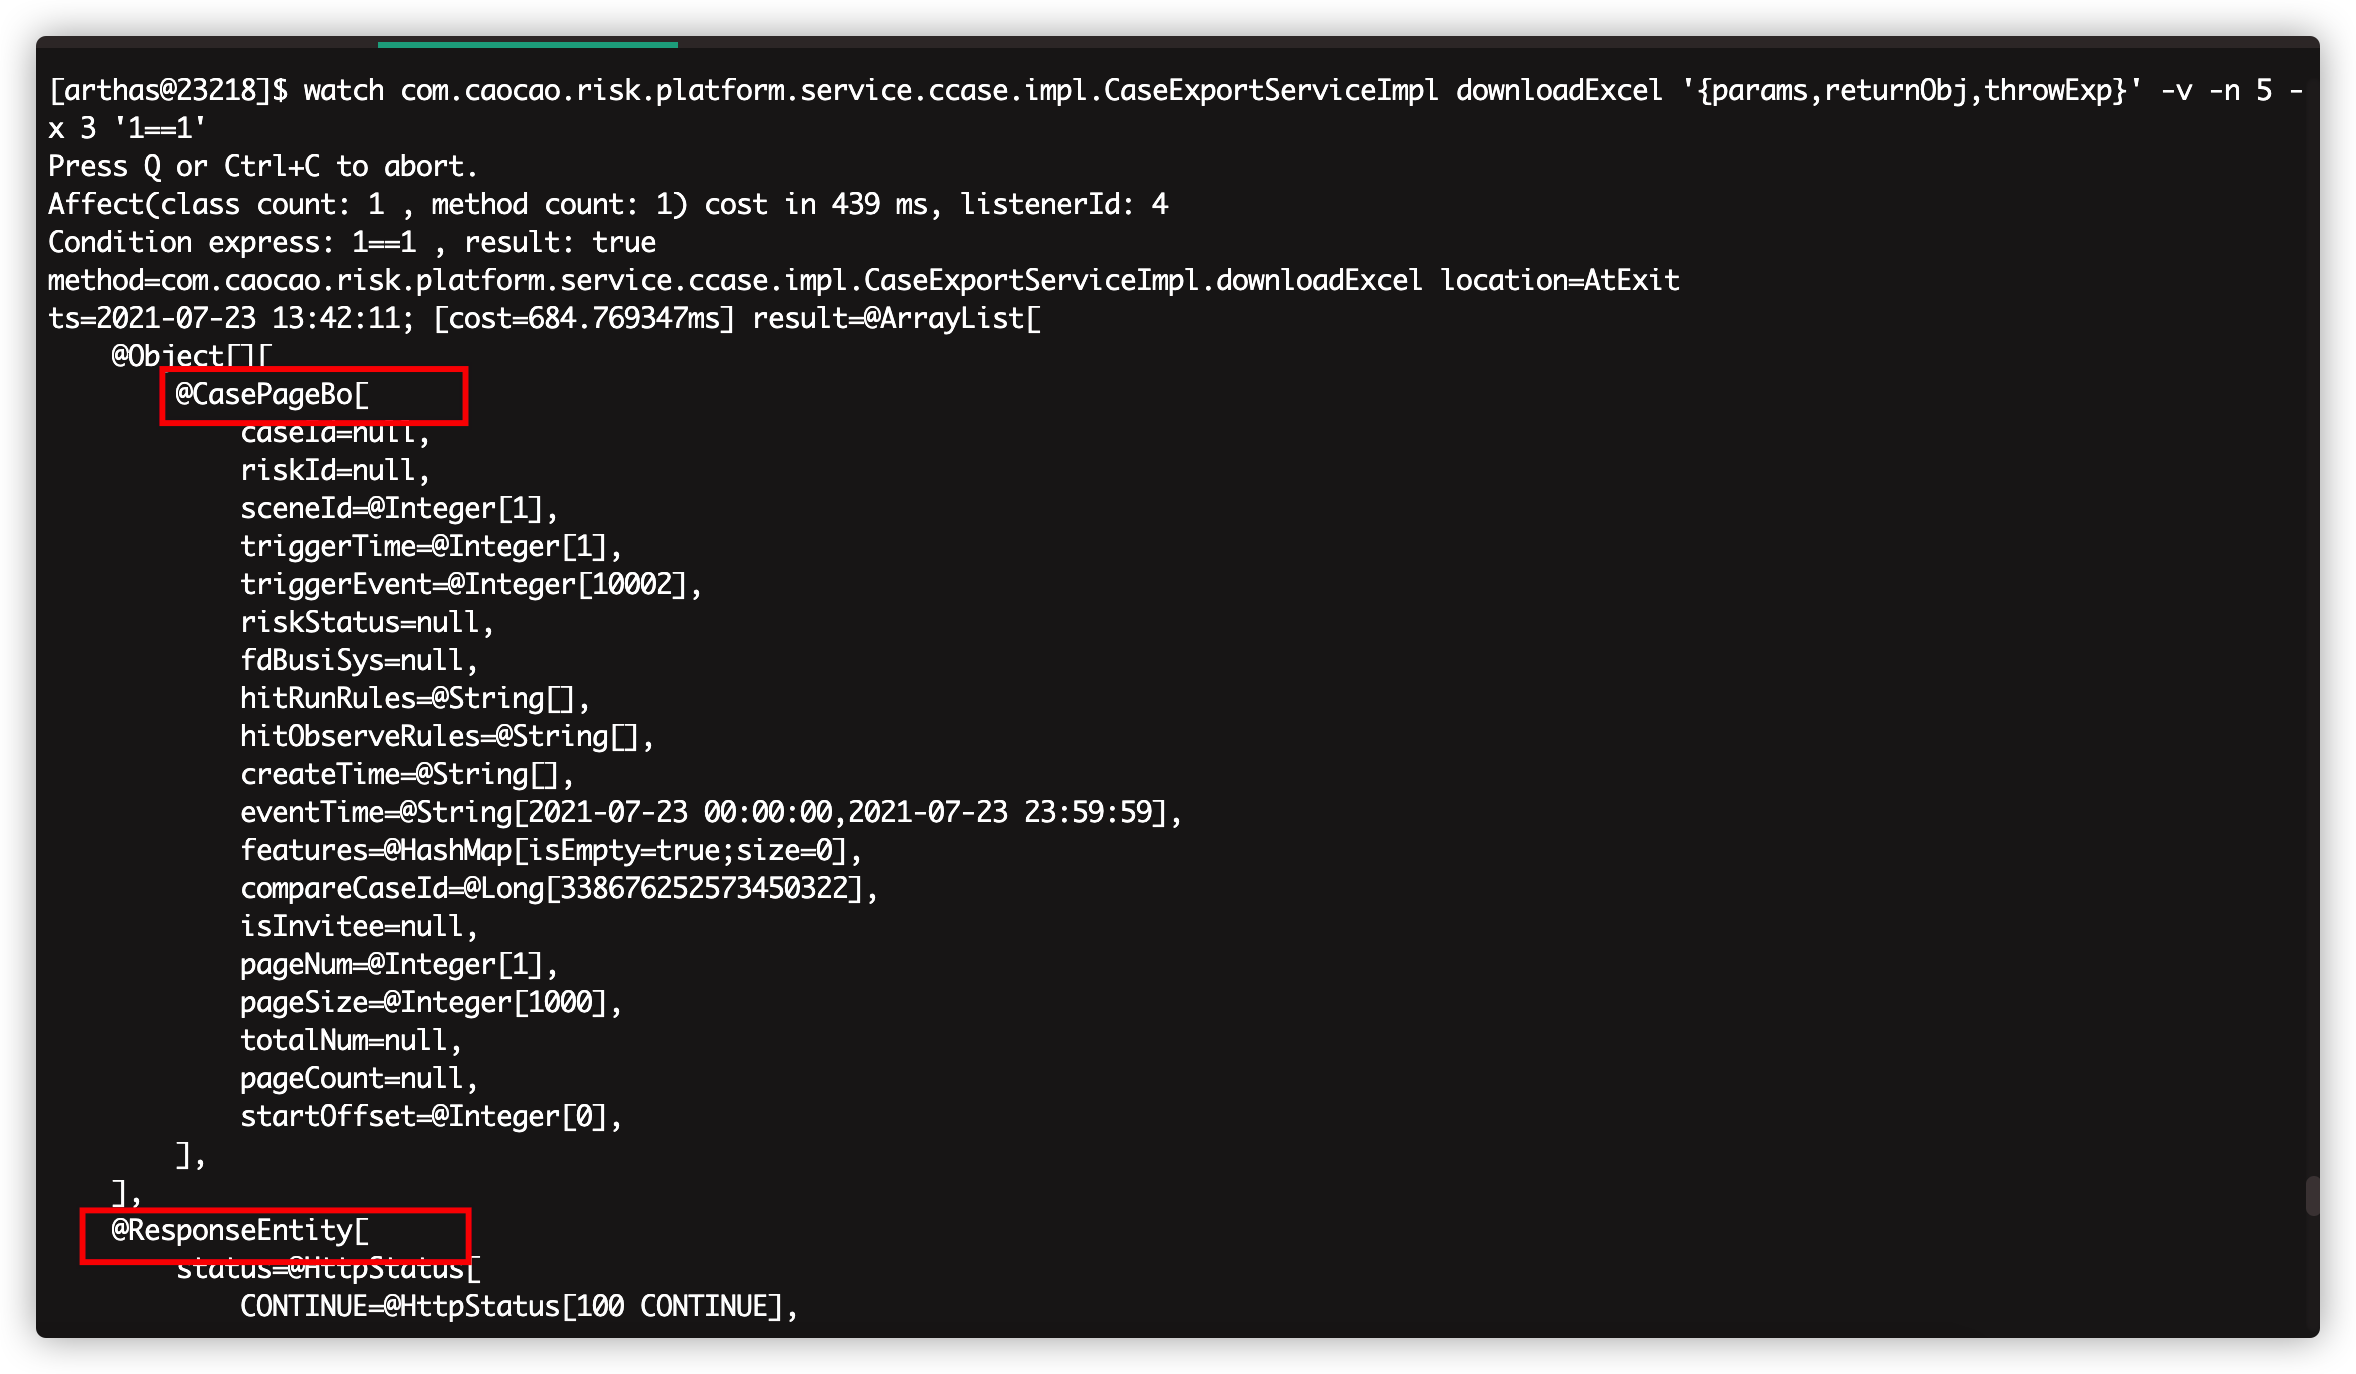 [arthas@23218]$ watch com.caocao.risk.platform.service.ccase.impl.CaseExportServiceImpl downloadExcel '{params,returnObj,throwExp}' -v -n 5 -
x 3 '1==1'
Press Q or Ctrl+C to abort.
Affect(class count: 1 , method count: 1) cost in 439 ms, listenerId: 4
Condition express: 1==1 , result: true
method=com.caocao.risk.platform.service.ccase.impl.CaseExportServiceImpl.downloadExcel location=AtExit
ts=2021-07-23 13:42:11; [cost=684.769347ms] result=@ArrayList[
    @Object[][
        @CasePageBo[
            caseId=null,
            riskId=null,
            sceneId=@Integer[1],
            triggerTime=@Integer[1],
            triggerEvent=@Integer[10002],
            riskStatus=null,
            fdBusiSys=null,
            hitRunRules=@String[],
            hitObserveRules=@String[],
            createTime=@String[],
            eventTime=@String[2021-07-23 00:00:00,2021-07-23 23:59:59],
            features=@HashMap[isEmpty=true;size=0],
            compareCaseId=@Long[338676252573450322],
            isInvitee=null,
            pageNum=@Integer[1],
            pageSize=@Integer[1000],
            totalNum=null,
            pageCount=null,
            startOffset=@Integer[0],
        ],
    ],
    @ResponseEntity[
        status=@HttpStatus[
            CONTINUE=@HttpStatus[100 CONTINUE],